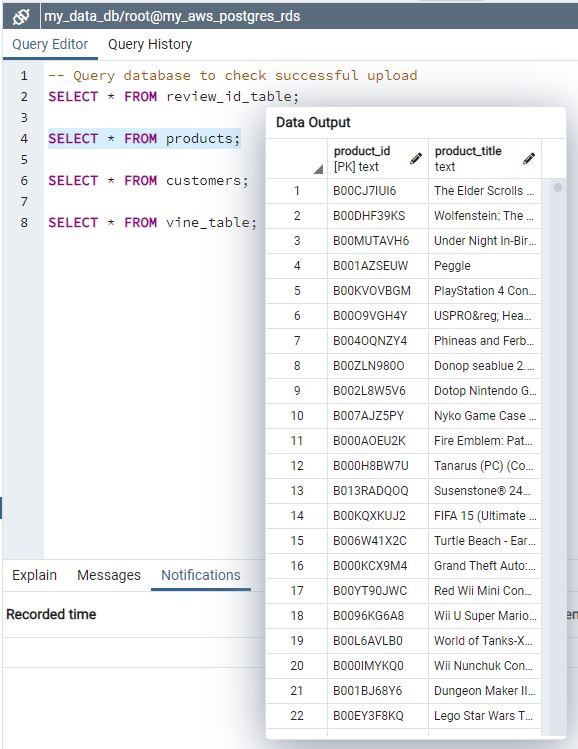 my_data_db/root@my_aws_postgres_rds
Query Editor Query History
1 -- Query database to check successful upload
2 SELECT * FROM review_id_table;
3
4 SELECT * FROM products;
5
6 SELECT * FROM customers;
7
8 SELECT * FROM vine_table;
Data Output
product_id product_title
[PK] text text
1 B00CJ7IUI6 The Elder Scrolls ...
2 B00DHF39KS Wolfenstein: The ...
3 B00MUTAVH6 Under Night In-Bir...
4 B001AZSEUW Peggle
5 B00KVOVBGM PlayStation 4 Con...
6 B00O9VGH4Y USPRO&reg; Hea...
7 B004OQNZY4 Phineas and Ferb...
8 B00ZLN980O Donop seablue 2....
9 B002L8W5V6 Dotop Nintendo G...
10 B007AJZ5PY Nyko Game Case ...
11 B000AOEU2K Fire Emblem: Pat...
12 B000H8BW7U Tanarus (PC) (Co...
13 B013RADQOQ Susenstone® 24...
14 B00KQXKUJ2 FIFA 15 (Ultimate ...
15 B006W41X2C Turtle Beach - Ear...
16 B000KCX9M4 Grand Theft Auto:...
17 B00YT90JWC Red Wii Mini Con...
18 B0096KG6A8 Wii U Super Mario...
19 B00L6AVLB0 World of Tanks-X...
20 B000IMYKQ0 Wii Nunchuk Con...
21 B001BJ68Y6 Dungeon Maker II...
22 B00EY3F8KQ Lego Star Wars T...
Explain Messages Notifications
Recorded time